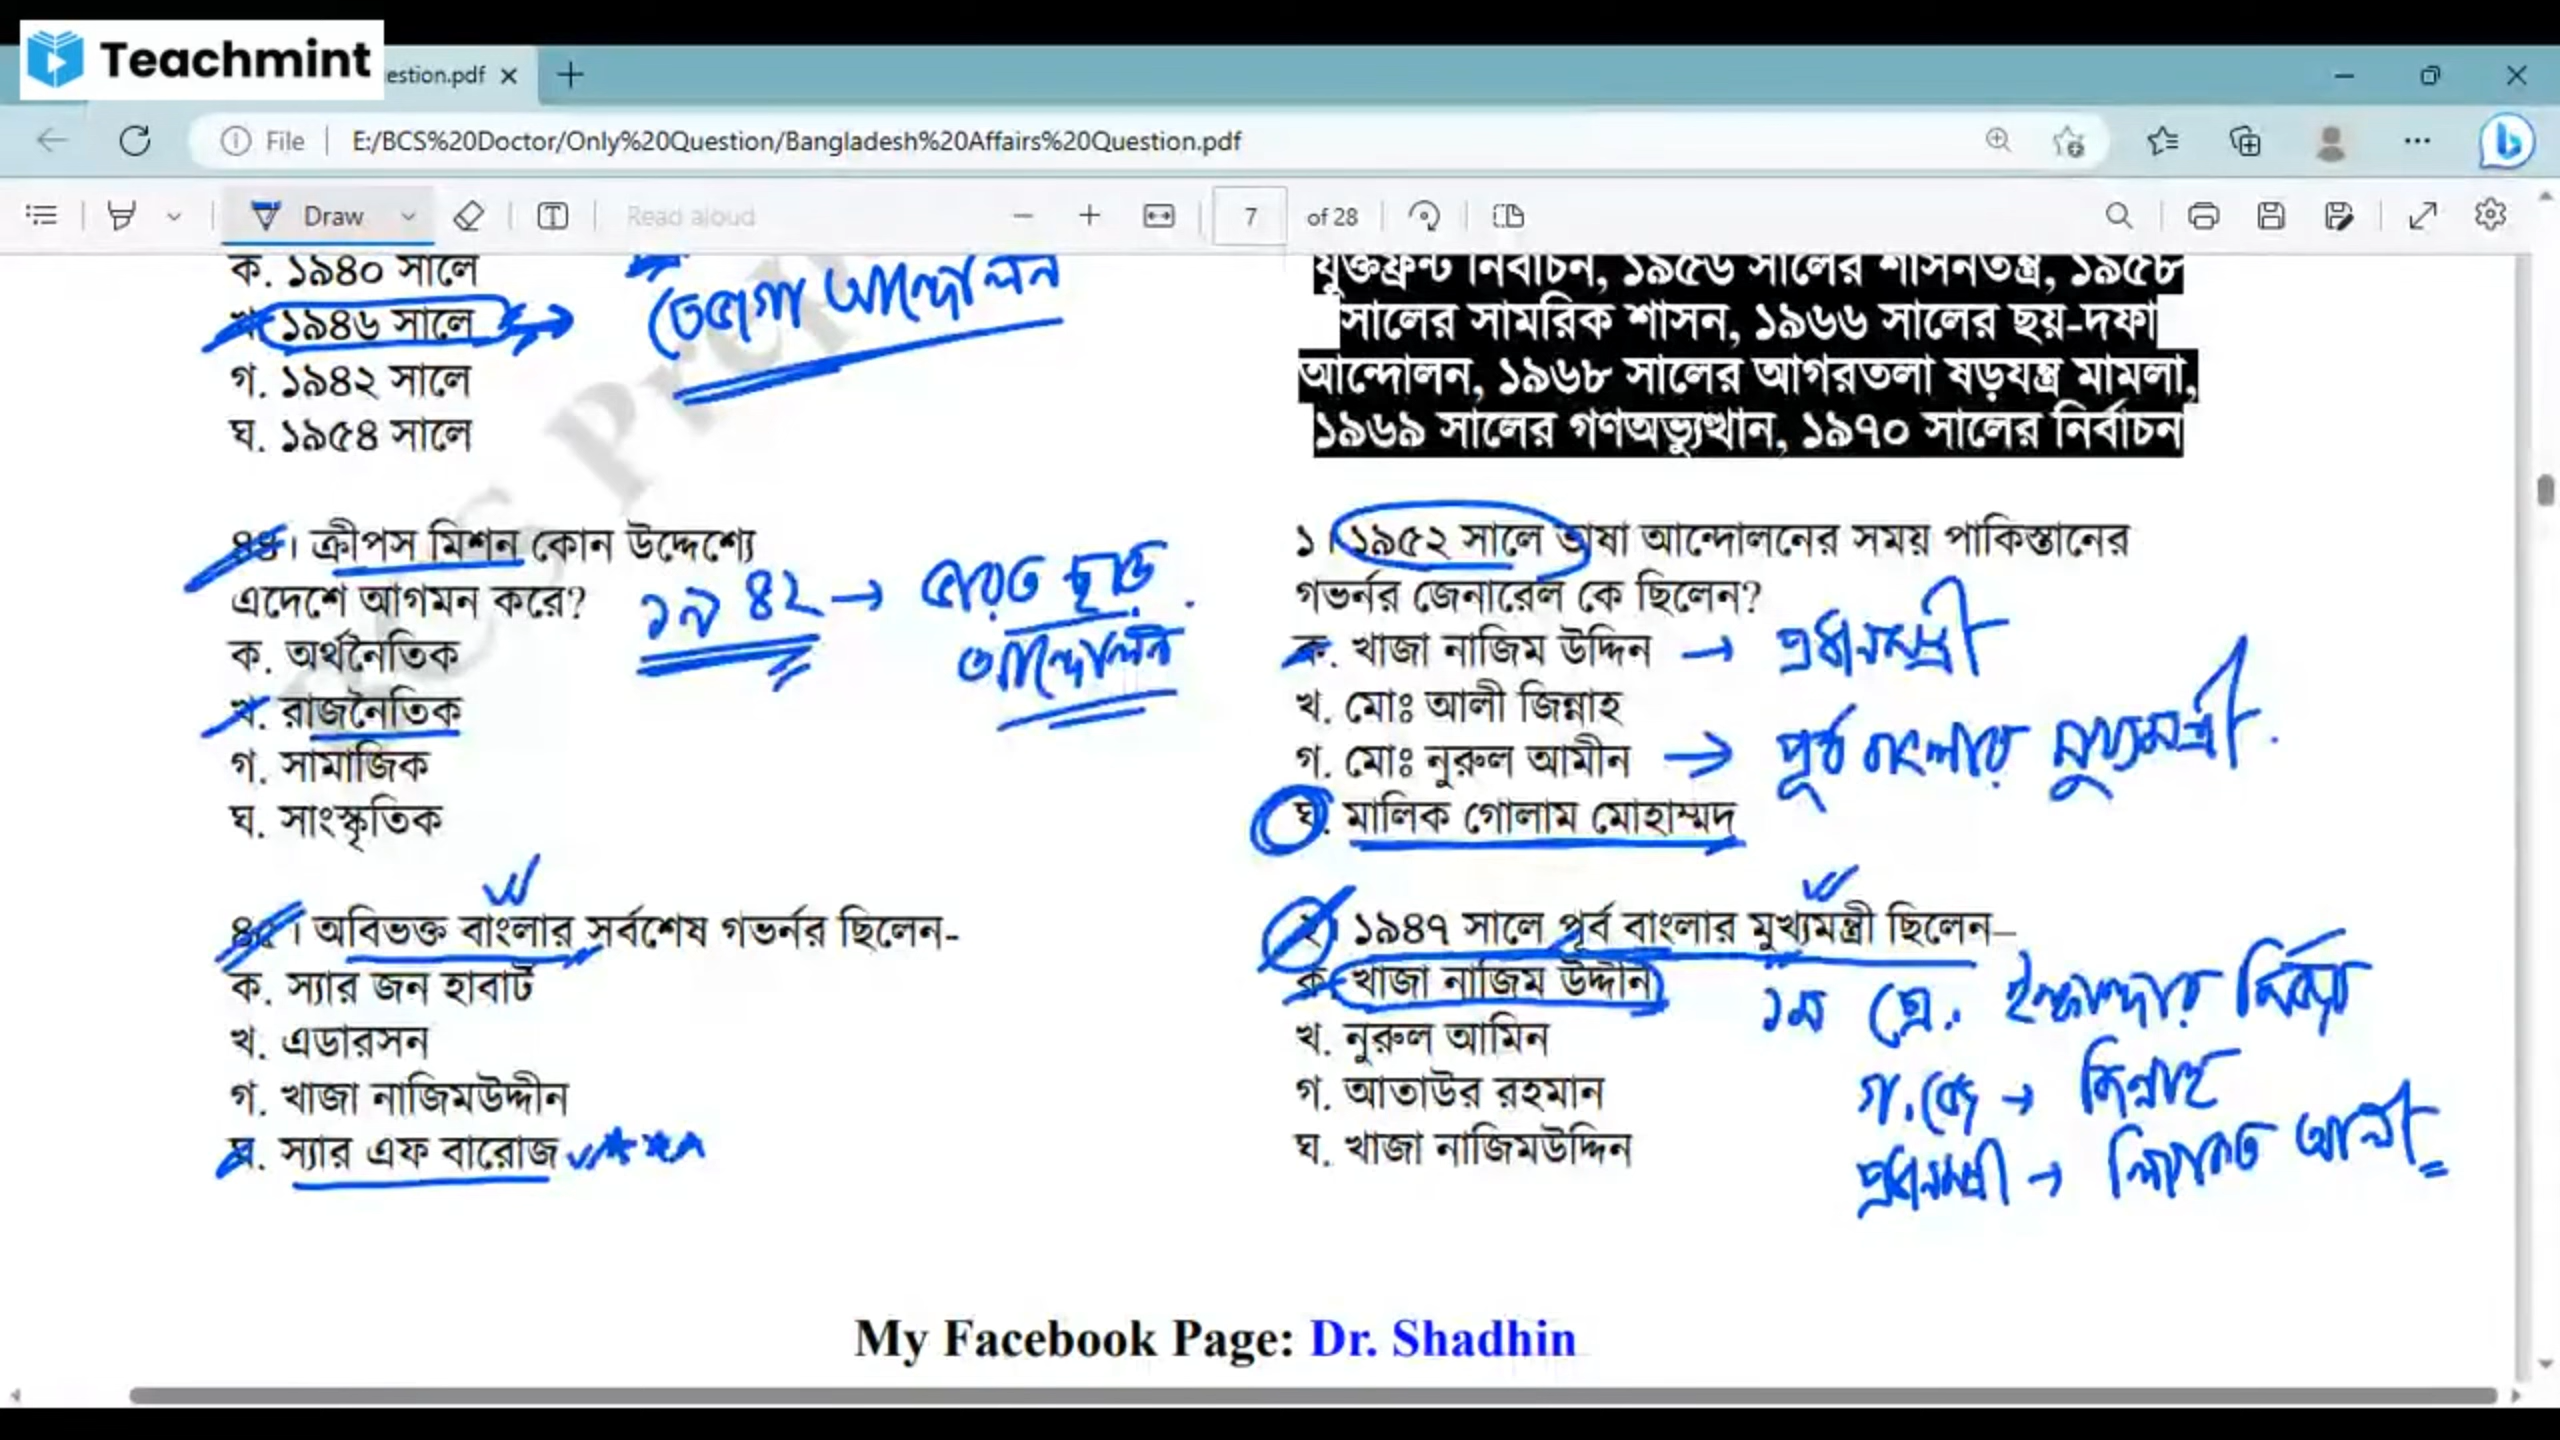 Teachmint
estion.pdf
File E:/BCS%20Doctor/Only%20Question/Bangladesh%20Affairs%20Question.pdf
Draw Read aloud 7 of 28
ক. ১৯৪০ সালে
খ. ১৯৪৬ সালে
তেভাগা আন্দোলন
গ. ১৯৪২ সালে
ঘ. ১৯৫৪ সালে
৪৪। ক্রীপস মিশন কোন উদ্দেশ্যে
এদেশে আগমন করে?
১৯৪২ → ভারত ছাড়
আন্দোলন
ক. অর্থনৈতিক
খ. রাজনৈতিক
গ. সামাজিক
ঘ. সাংস্কৃতিক
৪৫। অবিভক্ত বাংলার সর্বশেষ গভর্নর ছিলেন-
ক. স্যার জন হাবার্ট
খ. এডারসন
গ. খাজা নাজিমউদ্দীন
ঘ. স্যার এফ বারোজ
যুক্তফ্রন্ট নির্বাচন, ১৯৫৬ সালের শাসনতন্ত্র, ১৯৫৮
সালের সামরিক শাসন, ১৯৬৬ সালের ছয়-দফা
আন্দোলন, ১৯৬৮ সালের আগরতলা ষড়যন্ত্র মামলা,
১৯৬৯ সালের গণঅভ্যুত্থান, ১৯৭০ সালের নির্বাচন
১। ১৯৫২ সালে ভাষা আন্দোলনের সময় পাকিস্তানের
গভর্নর জেনারেল কে ছিলেন?
ক. খাজা নাজিম উদ্দিন → প্রধানমন্ত্রী
খ. মোঃ আলী জিন্নাহ
গ. মোঃ নুরুল আমীন → পূর্ব বাংলার মুখ্যমন্ত্রী.
ঘ. মালিক গোলাম মোহাম্মদ
২। ১৯৪৭ সালে পূর্ব বাংলার মুখ্যমন্ত্রী ছিলেন–
ক. খাজা নাজিম উদ্দীন
খ. নুরুল আমিন
গ. আতাউর রহমান
ঘ. খাজা নাজিমউদ্দিন
১ম প্রে. ইস্কান্দার মির্জা
গ. জে → জিন্নাহ
প্রধানমন্ত্রী → লিয়াকত আলী
My Facebook Page: Dr. Shadhin